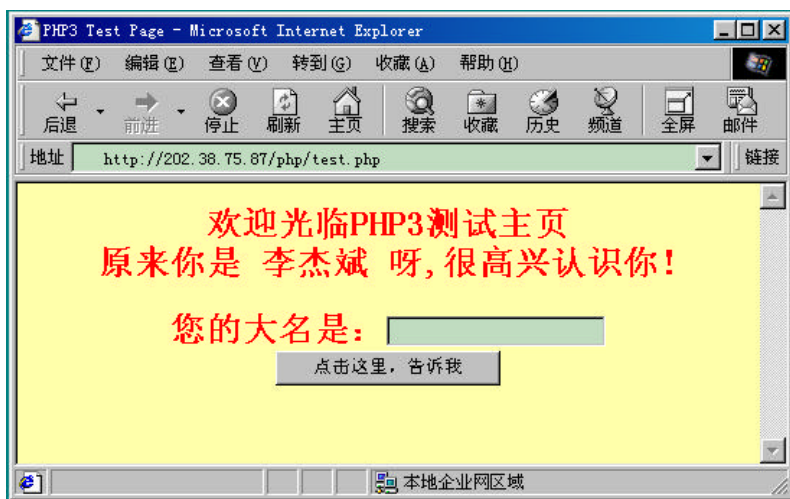 PHP3 Test Page - Microsoft Internet Explorer
文件(F) 编辑(E) 查看(V) 转到(G) 收藏(A) 帮助(H)
后退 前进 停止 刷新 主页 搜索 收藏 历史 频道 全屏 邮件
地址 http://202.38.75.87/php/test.php 链接
欢迎光临PHP3测试主页
原来你是 李杰斌 呀,很高兴认识你!
您的大名是:
点击这里，告诉我
本地企业网区域